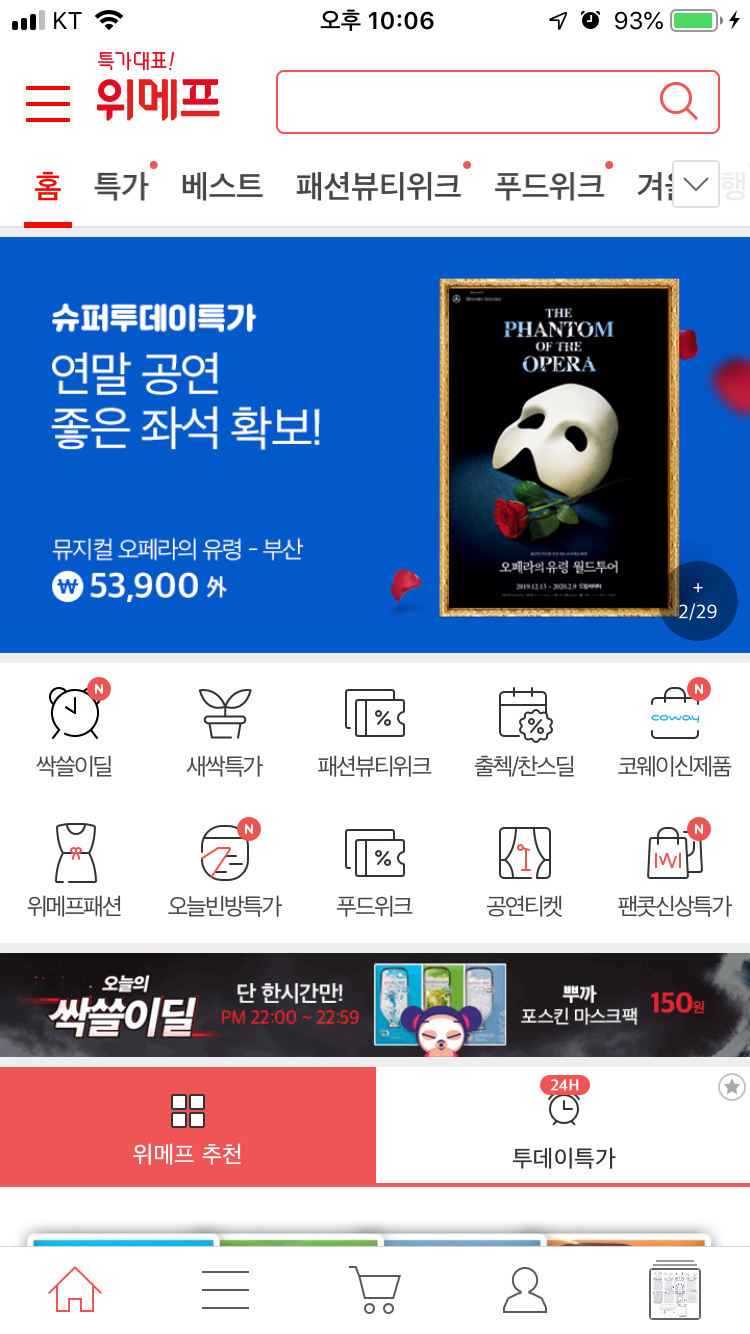 KT
오후 10:06
93%
특가대표!
위메프
홈 특가 베스트 패션뷰티위크 푸드위크 겨울 행
슈퍼투데이특가
연말 공연
좋은 좌석 확보!
뮤지컬 오페라의 유령 - 부산
₩ 53,900 外
THE
PHANTOM
OF THE
OPERA
오페라의유령 월드투어
2019.12.13 ~ 2020.2.9 드림씨어터
+
2/29
N
N
coway
싹쓸이딜 새싹특가 패션뷰티위크 출첵/찬스딜 코웨이신제품
N
N
W
위메프패션 오늘빈방특가 푸드위크 공연티켓 팬콧신상특가
오늘의
싹쓸이딜
단 한시간만!
PM 22:00 ~ 22:59
뿌까
포스킨 마스크팩
150원
위메프 추천
24H
투데이특가